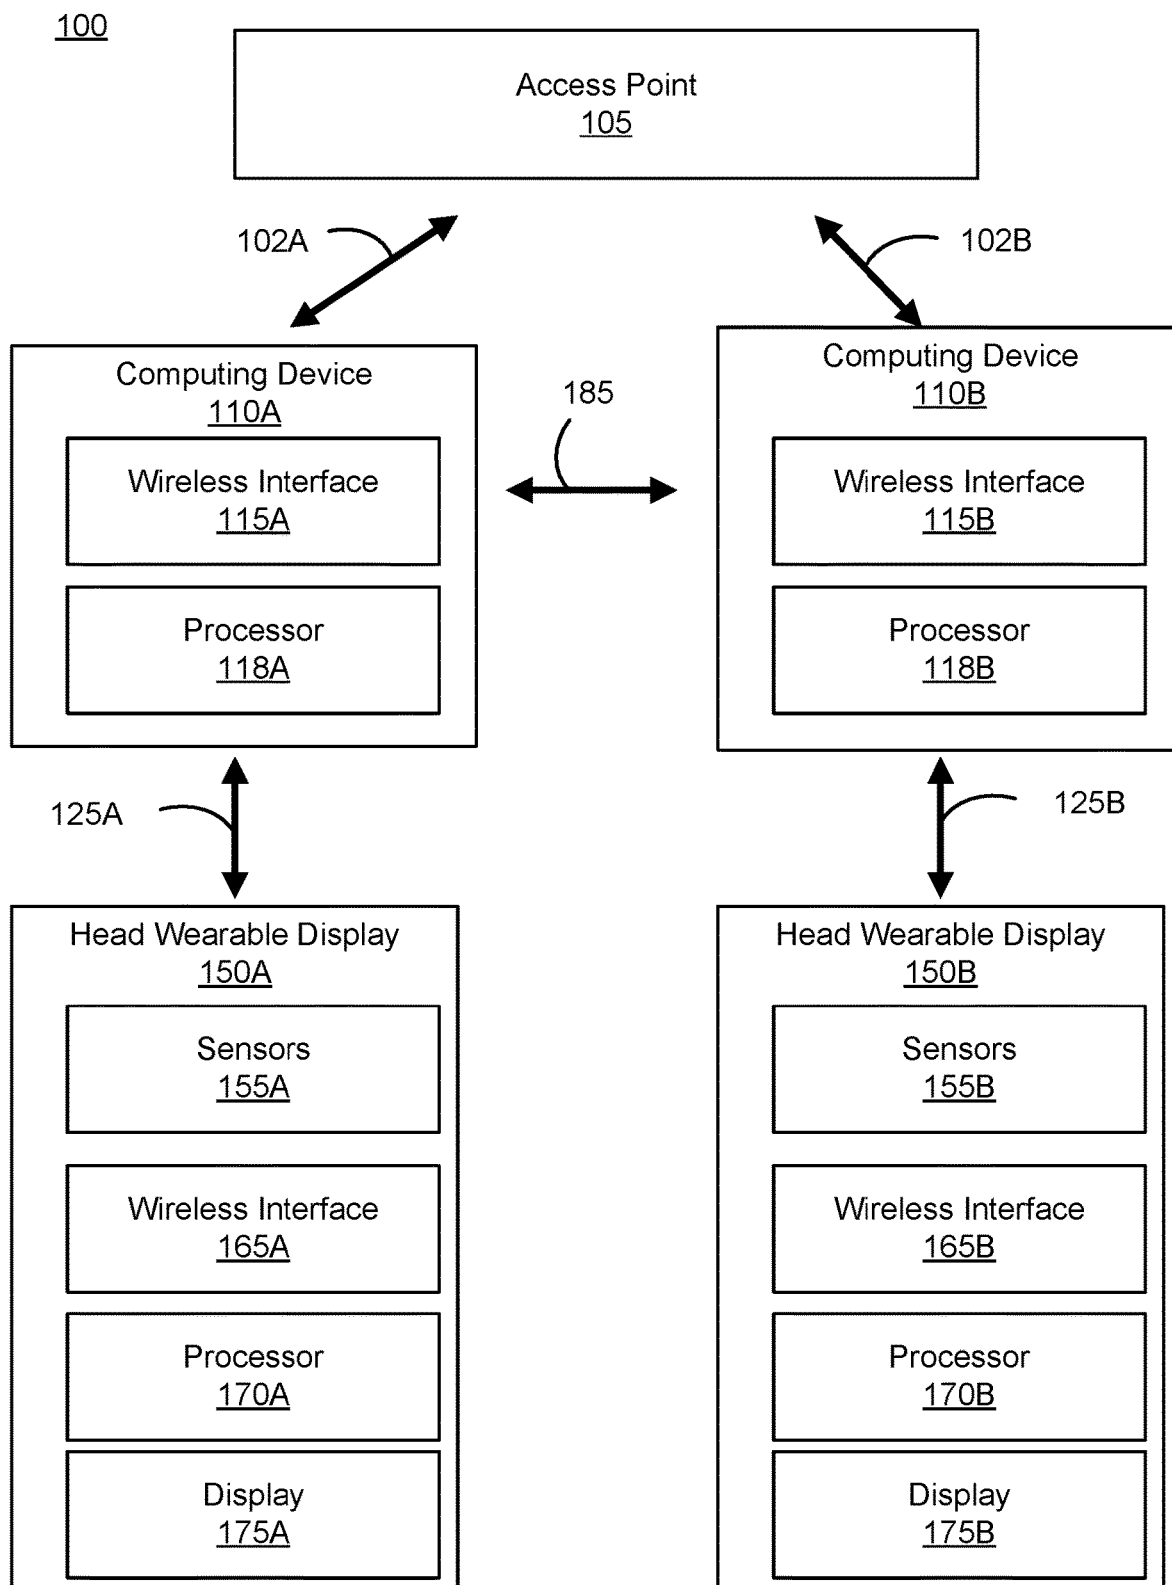 100
Access Point
105
102A
102B
Computing Device
110A
Wireless Interface
115A
Processor
118A
185
Computing Device
110B
Wireless Interface
115B
Processor
118B
125A
125B
Head Wearable Display
150A
Sensors
155A
Wireless Interface
165A
Processor
170A
Display
175A
Head Wearable Display
150B
Sensors
155B
Wireless Interface
165B
Processor
170B
Display
175B